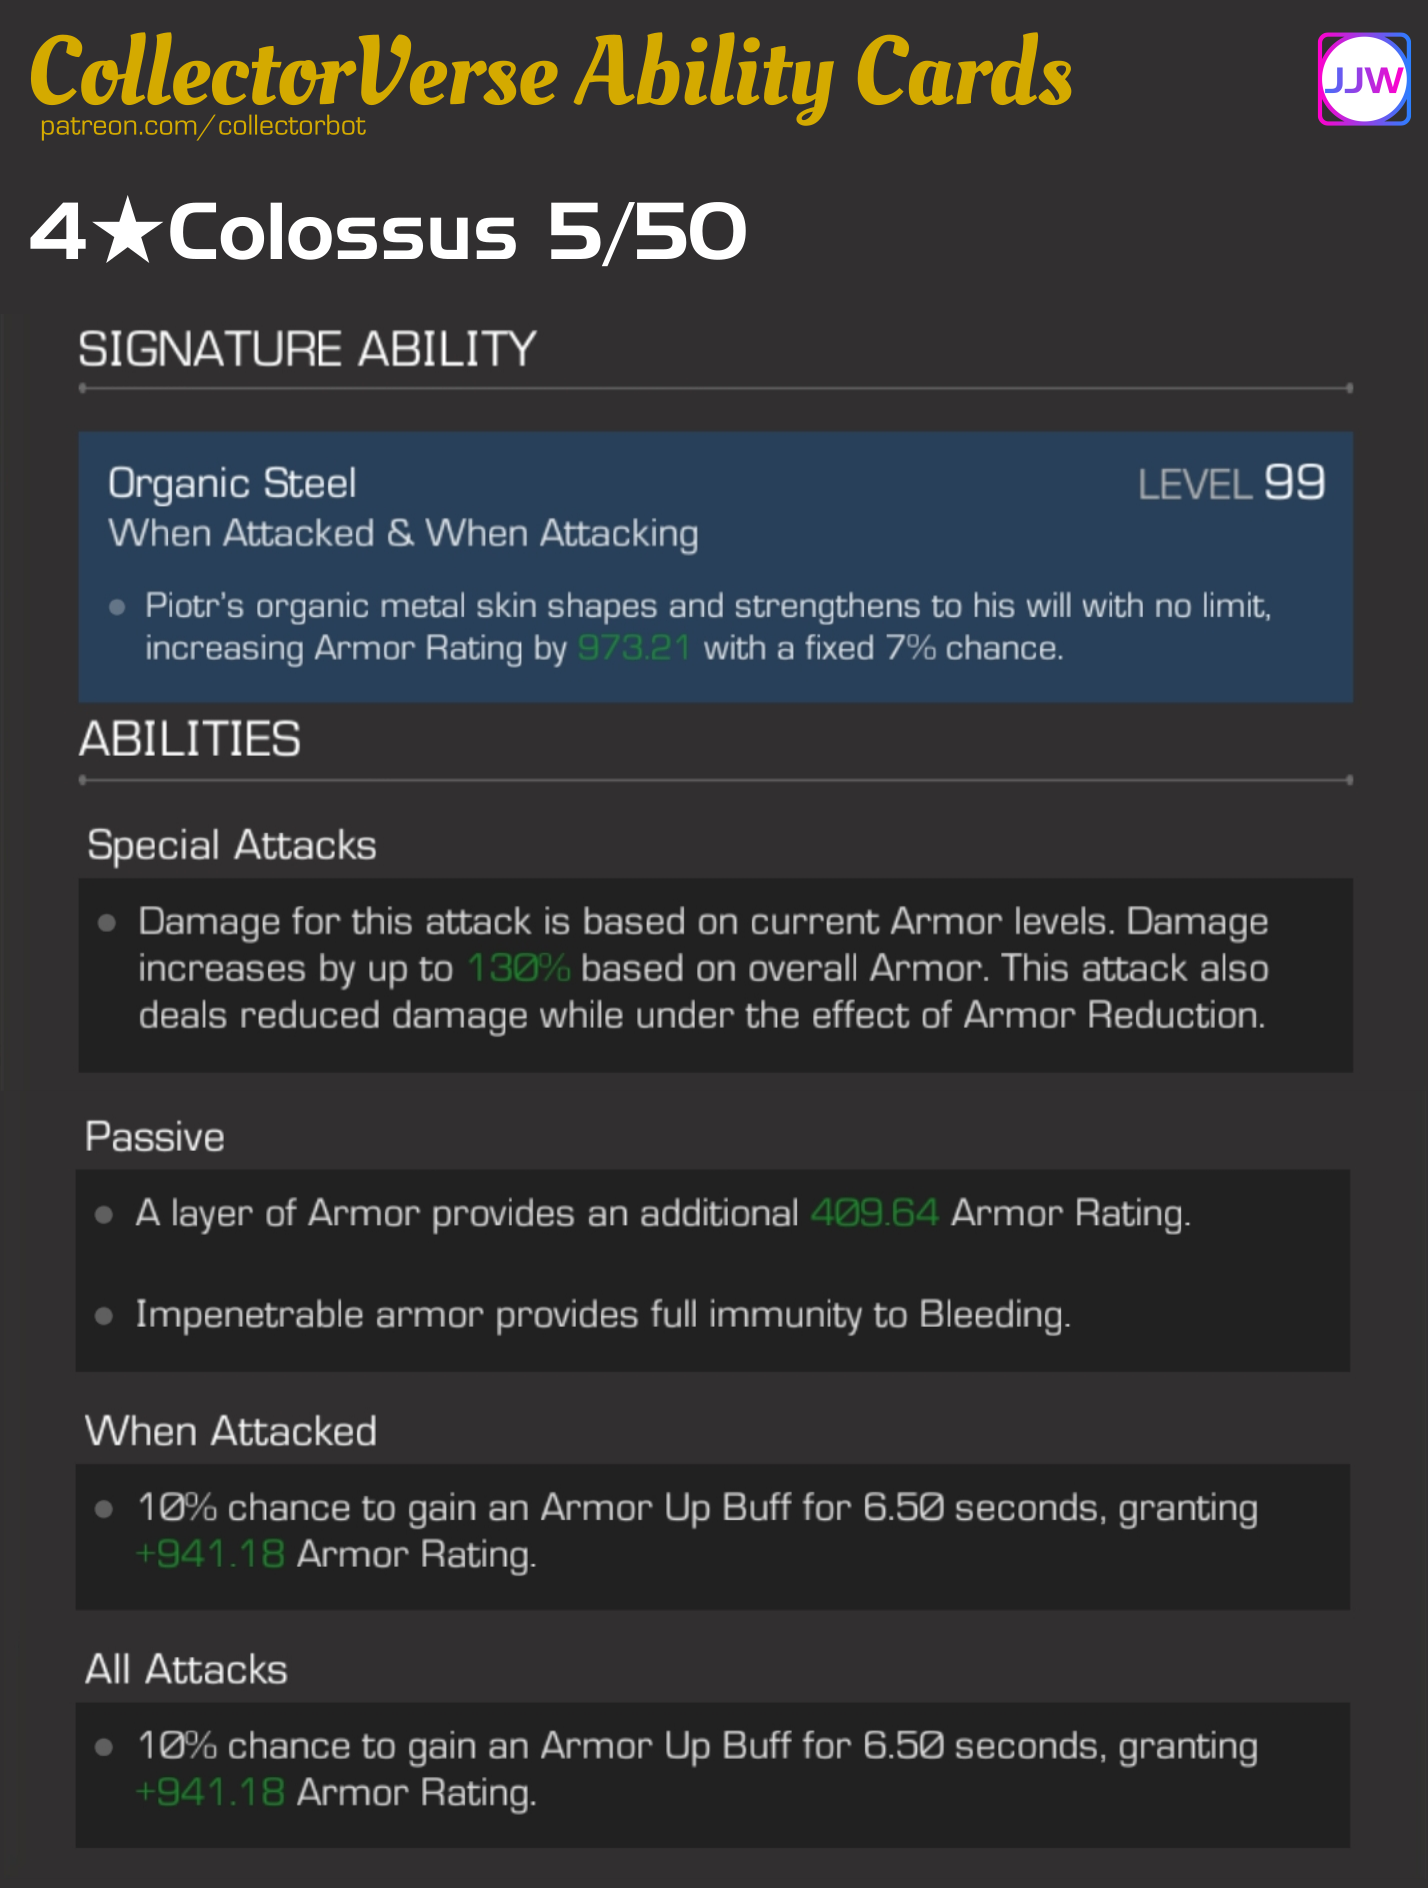 CollectorVerse Ability Cards
patreon.com/collectorbot
JJW
4★Colossus 5/50
SIGNATURE ABILITY
Organic Steel
LEVEL 99
When Attacked & When Attacking
Piotr's organic metal skin shapes and strengthens to his will with no limit,
increasing Armor Rating by 973.21 with a fixed 7% chance.
ABILITIES
Special Attacks
Damage for this attack is based on current Armor levels. Damage
increases by up to 130% based on overall Armor. This attack also
deals reduced damage while under the effect of Armor Reduction.
Passive
A layer of Armor provides an additional 409.64 Armor Rating.
Impenetrable armor provides full immunity to Bleeding.
When Attacked
10% chance to gain an Armor Up Buff for 6.50 seconds, granting
+941.18 Armor Rating.
All Attacks
10% chance to gain an Armor Up Buff for 6.50 seconds, granting
+941.18 Armor Rating.